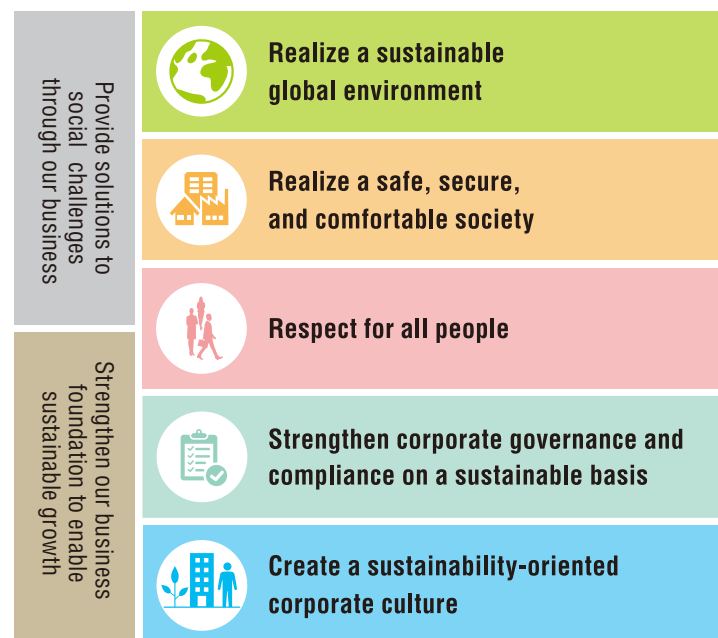 Provide solutions to
social challenges
through our business
Realize a sustainable
global environment
Realize a safe, secure,
and comfortable society
Respect for all people
Strengthen our business
foundation to enable
sustainable growth
Strengthen corporate governance and
compliance on a sustainable basis
Create a sustainability-oriented
corporate culture